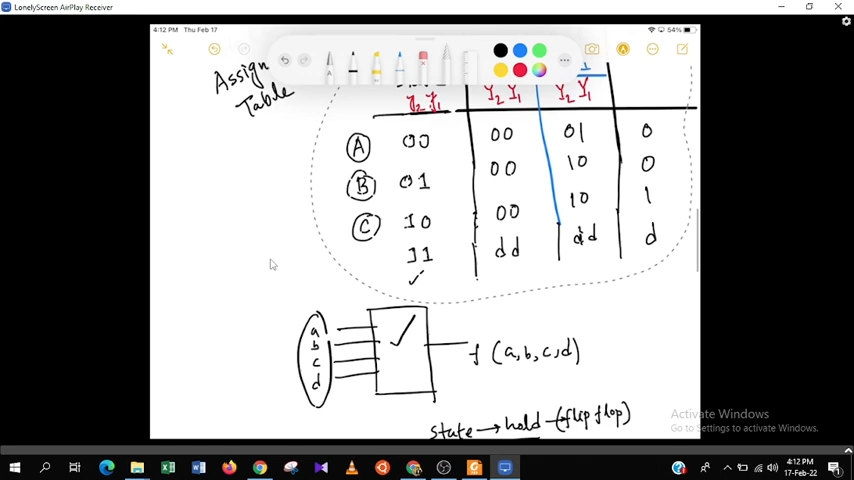 LonelyScreen AirPlay Receiver
4:12 PM Thu Feb 17
54%
Assign
Table
1
y2 y1 Y2 Y1 Y2 Y1
A 00 00 01 0
B 01 00 10 0
C 10 00 10 1
11 dd dd d
a
b
c
d
f (a,b,c,d)
state → hold → (flip flop)
Activate Windows
Go to Settings to activate Windows.
4:12 PM
17-Feb-22